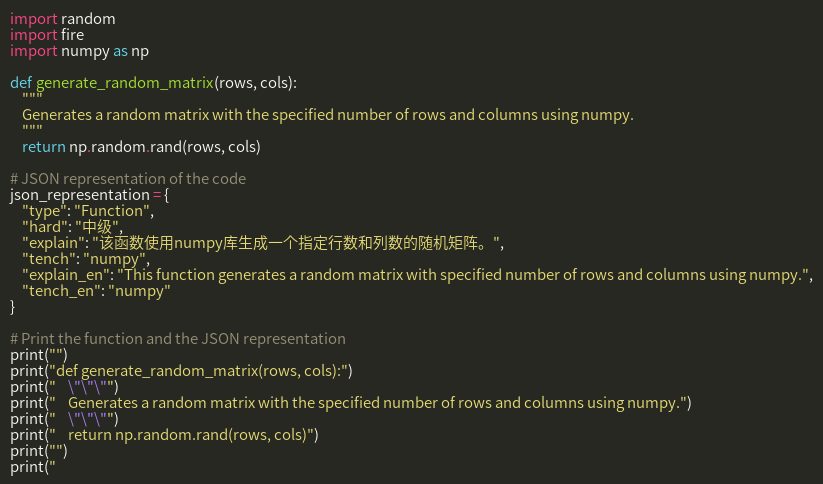 import random
import fire
import numpy as np

def generate_random_matrix(rows, cols):
    """
    Generates a random matrix with the specified number of rows and columns using numpy.
    """
    return np.random.rand(rows, cols)

# JSON representation of the code
json_representation = {
    "type": "Function",
    "hard": "中级",
    "explain": "该函数使用numpy库生成一个指定行数和列数的随机矩阵。",
    "tench": "numpy",
    "explain_en": "This function generates a random matrix with specified number of rows and columns using numpy.",
    "tench_en": "numpy"
}

# Print the function and the JSON representation
print("")
print("def generate_random_matrix(rows, cols):")
print("    \"\"\"")
print("    Generates a random matrix with the specified number of rows and columns using numpy.")
print("    \"\"\"")
print("    return np.random.rand(rows, cols)")
print("")
print("